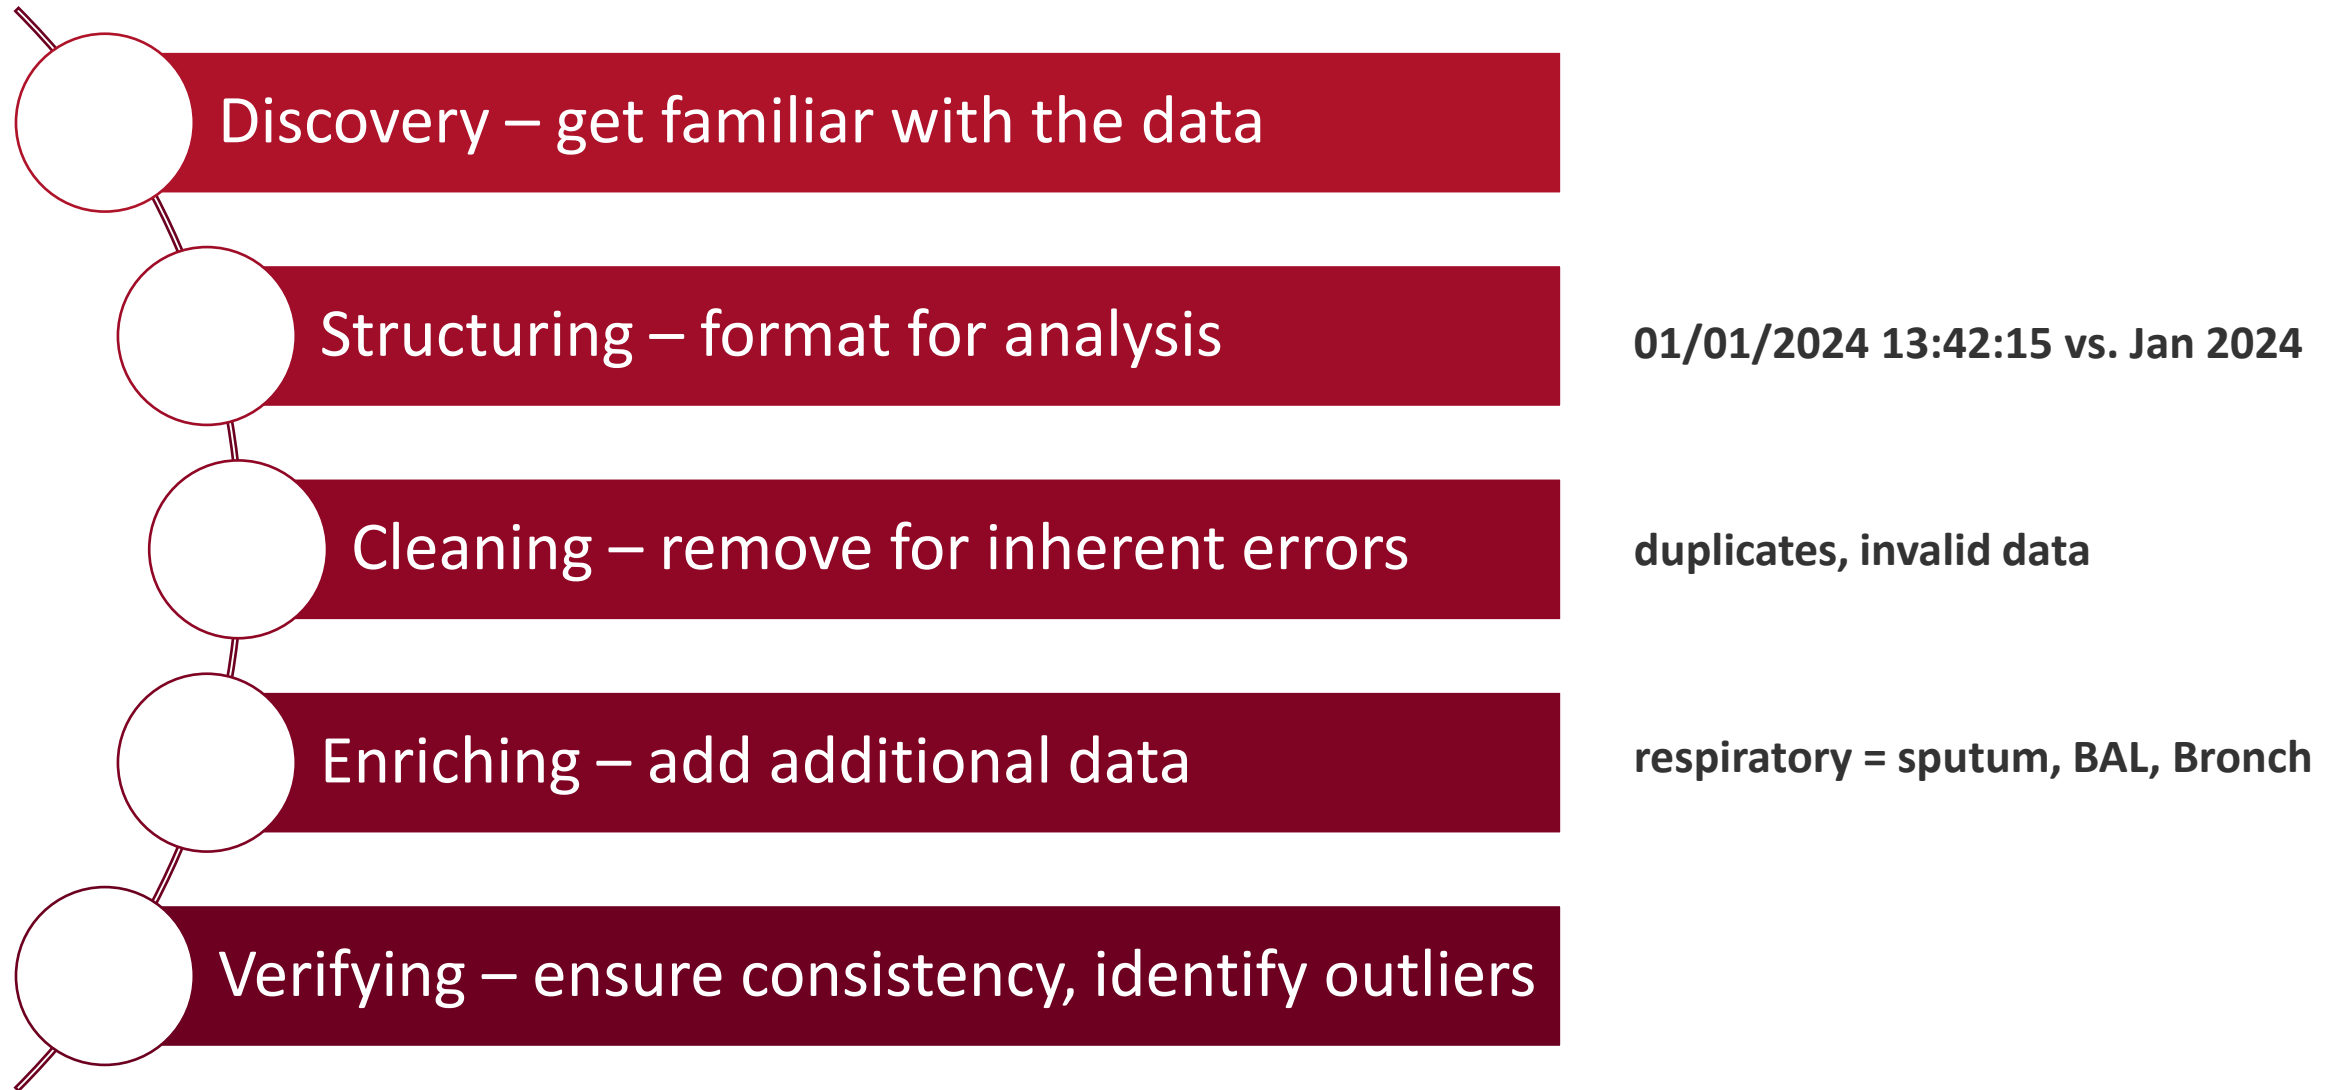 Discovery – get familiar with the data
Structuring – format for analysis
01/01/2024 13:42:15 vs. Jan 2024
Cleaning – remove for inherent errors
duplicates, invalid data
Enriching – add additional data
respiratory = sputum, BAL, Bronch
Verifying – ensure consistency, identify outliers